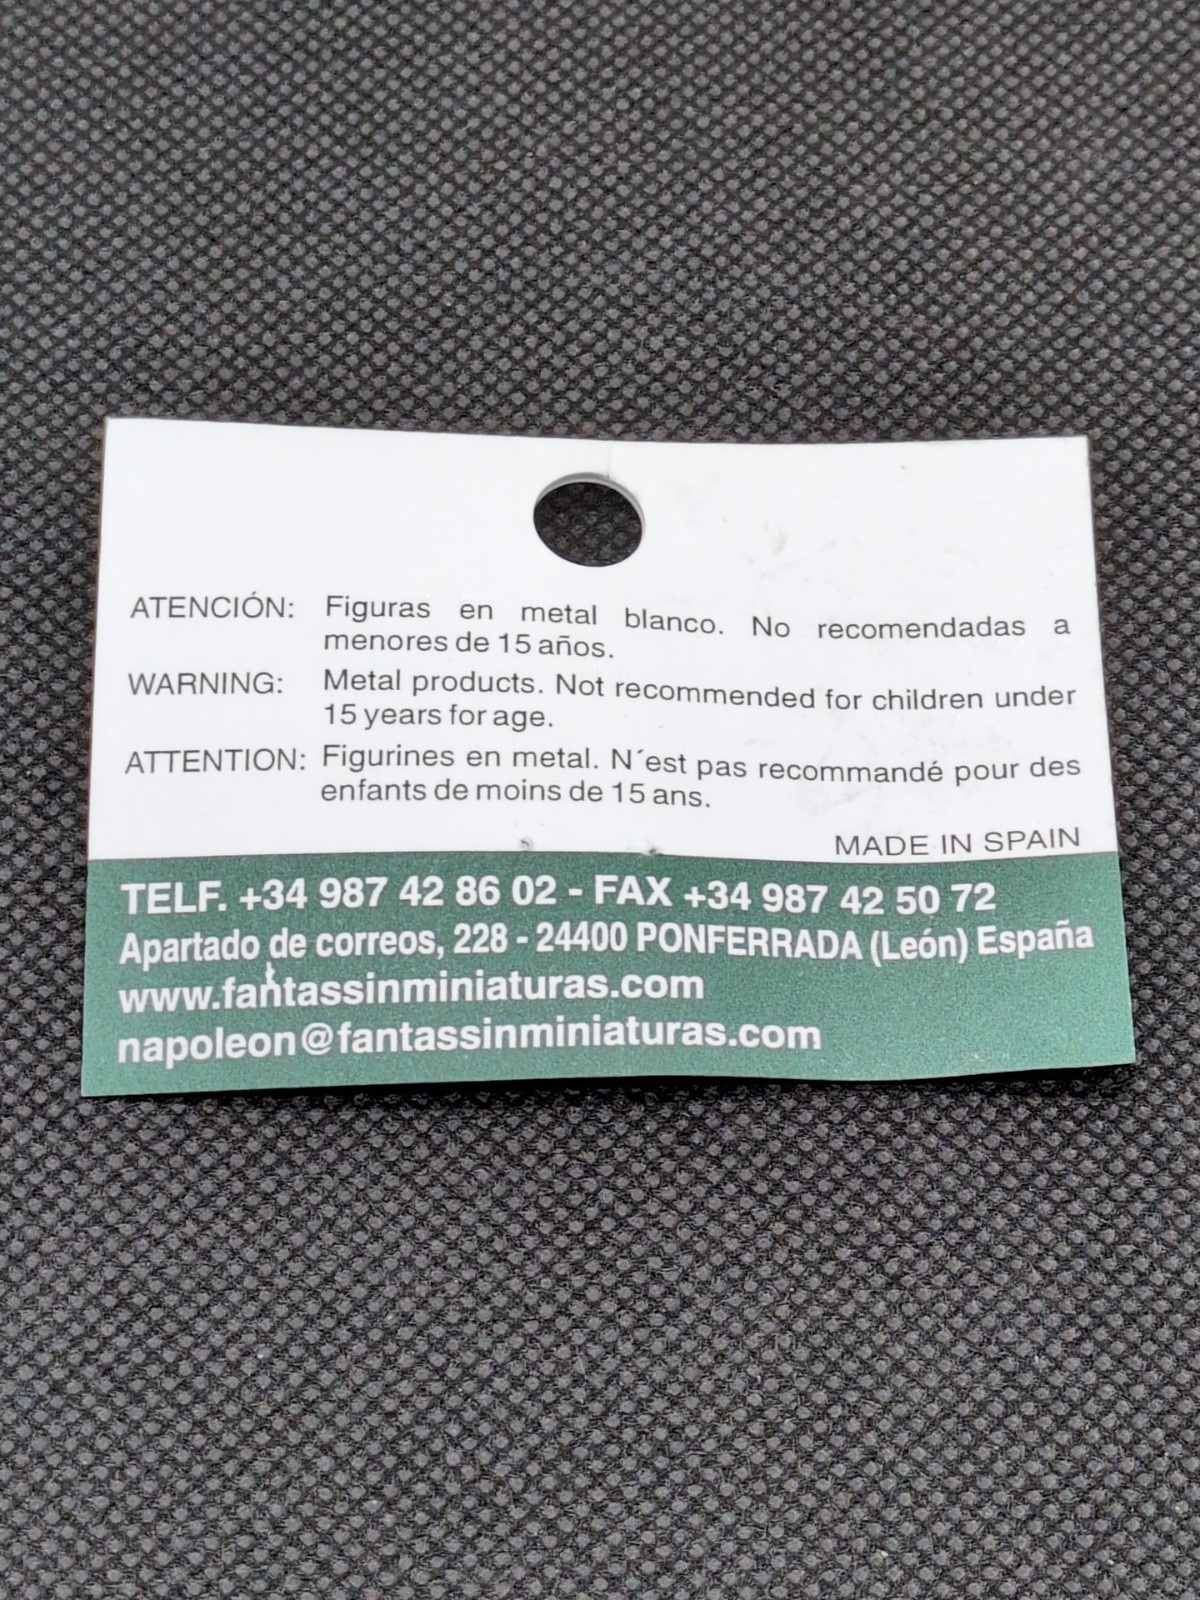 ATENCIÓN: Figuras en metal blanco. No recomendadas a
menores de 15 años.
WARNING: Metal products. Not recommended for children under
15 years for age.
ATTENTION: Figurines en metal. N´est pas recommandé pour des
enfants de moins de 15 ans.
MADE IN SPAIN
TELF. +34 987 42 86 02 - FAX +34 987 42 50 72
Apartado de correos, 228 - 24400 PONFERRADA (León) España
www.fantassinminiaturas.com
napoleon@fantassinminiaturas.com